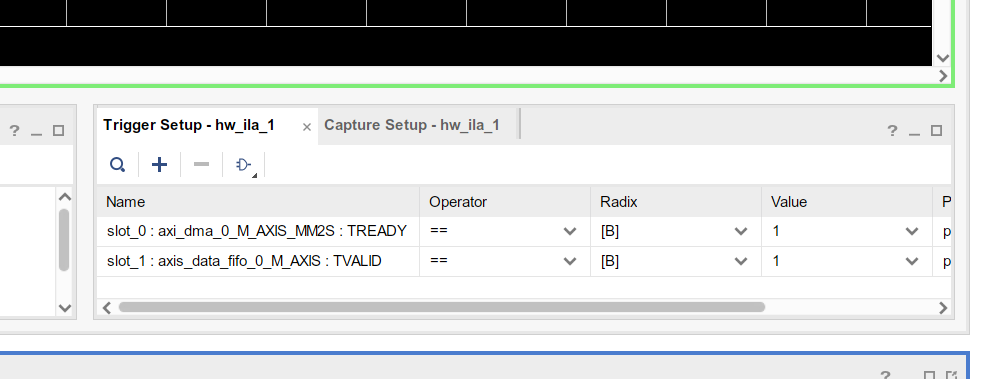 ?
Trigger Setup - hw_ila_1 × Capture Setup - hw_ila_1 ?
Name Operator Radix Value P
slot_0 : axi_dma_0_M_AXIS_MM2S : TREADY == [B] 1 p
slot_1 : axis_data_fifo_0_M_AXIS : TVALID == [B] 1 p
?